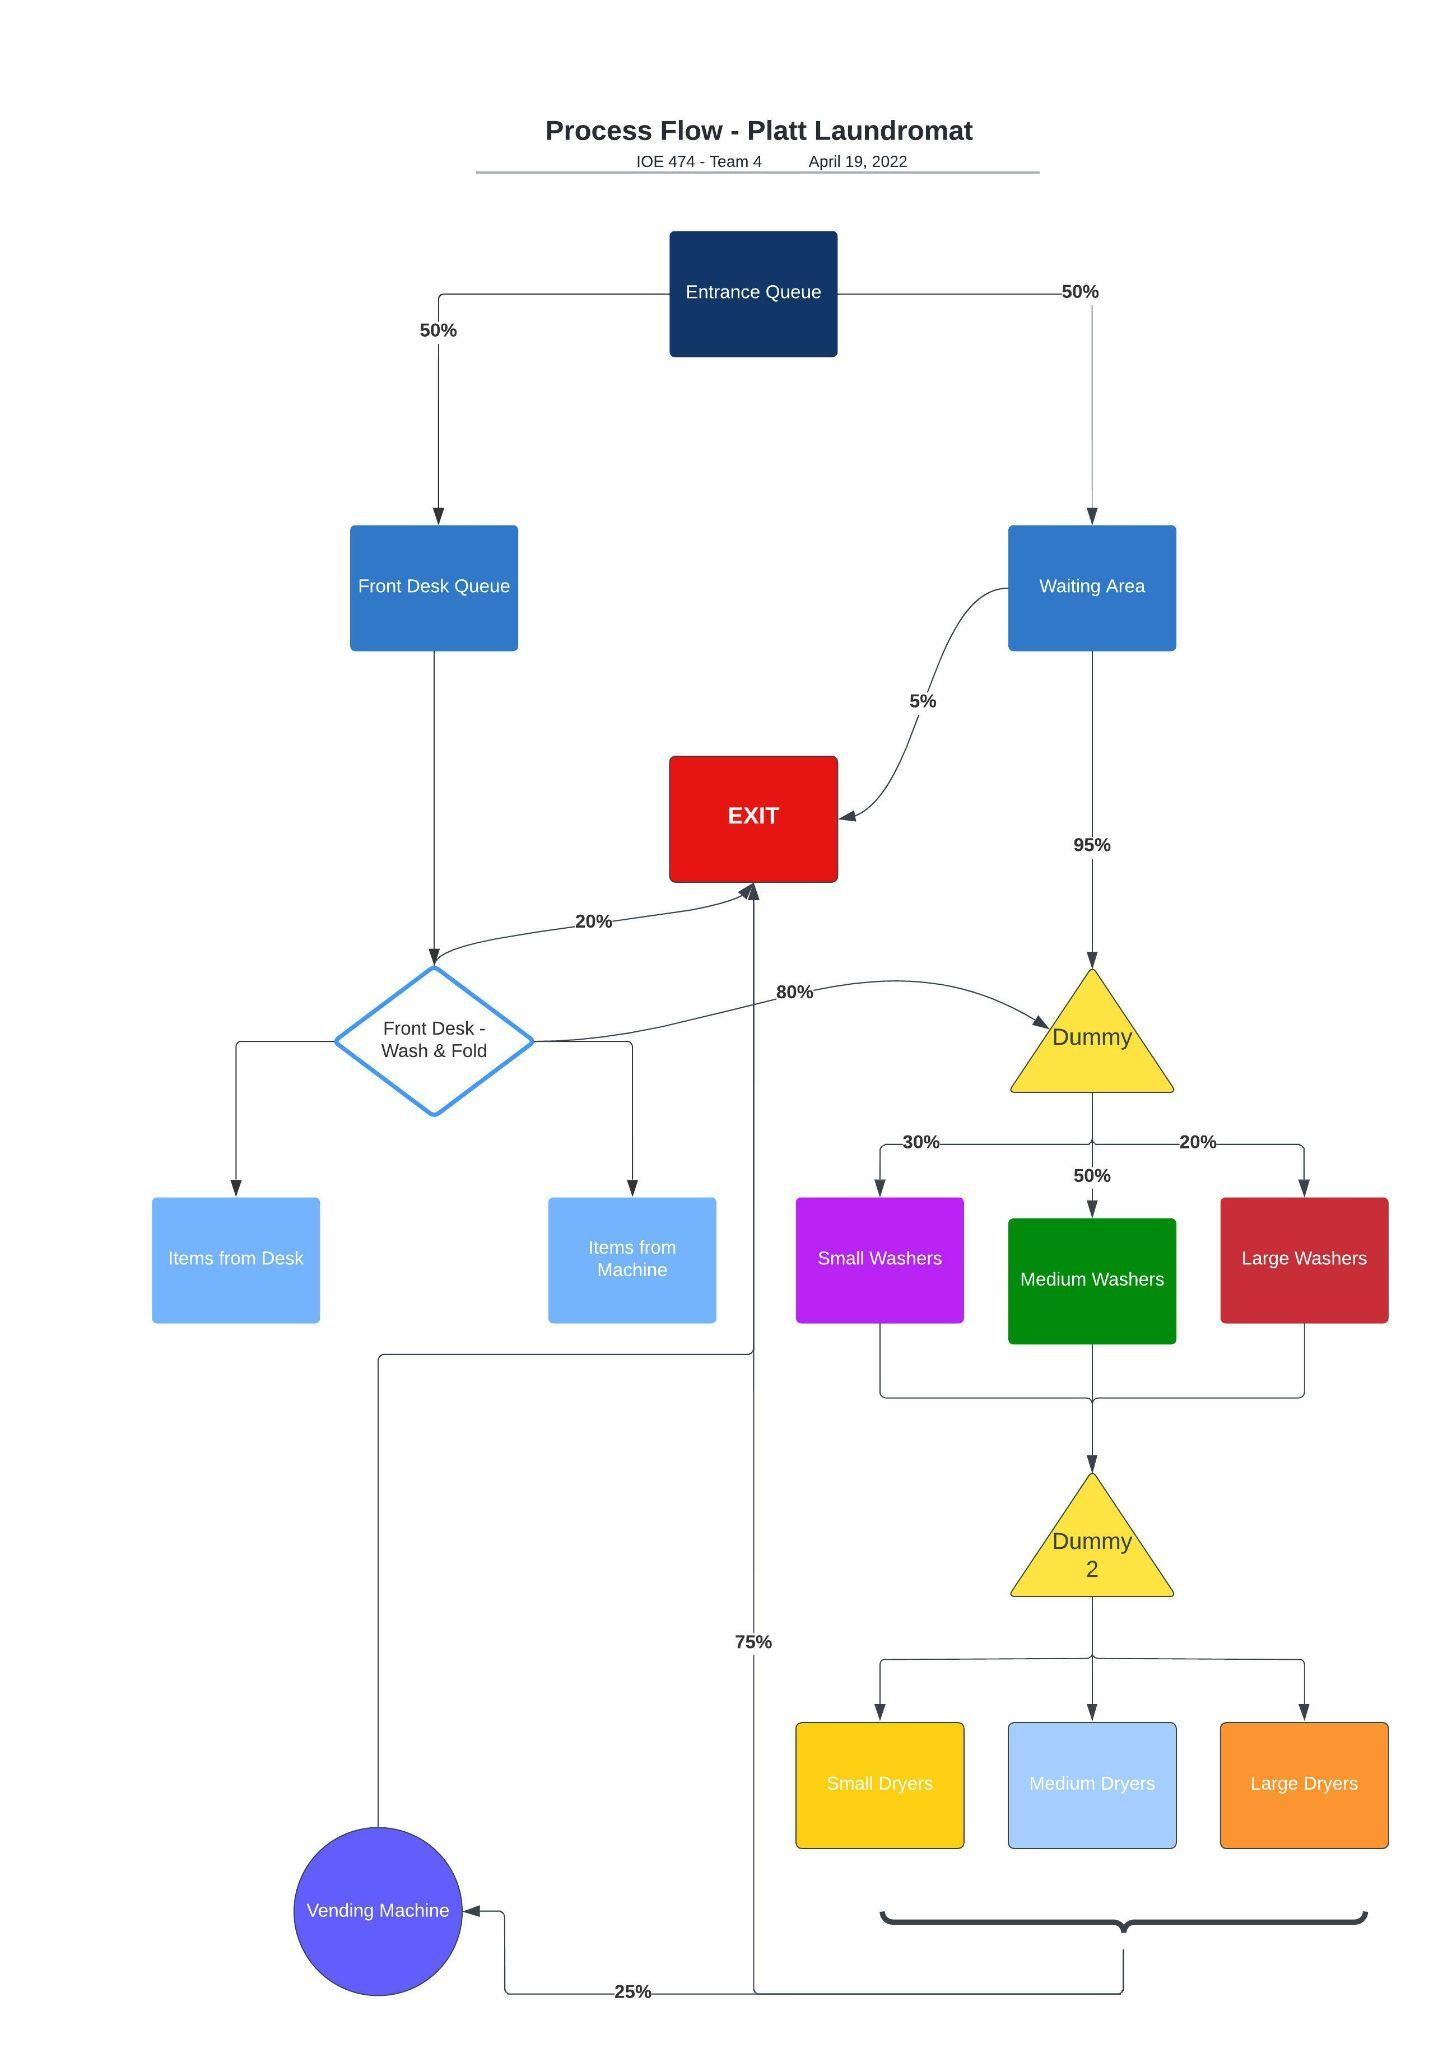 Process Flow - Platt Laundromat
IOE 474 - Team 4 April 19, 2022
Entrance Queue
50%
50%
Front Desk Queue
Waiting Area
5%
EXIT
95%
20%
80%
Front Desk -
Wash & Fold
Dummy
30%
20%
50%
Items from Desk
Items from
Machine
Small Washers
Medium Washers
Large Washers
Dummy
2
75%
Small Dryers
Medium Dryers
Large Dryers
Vending Machine
25%